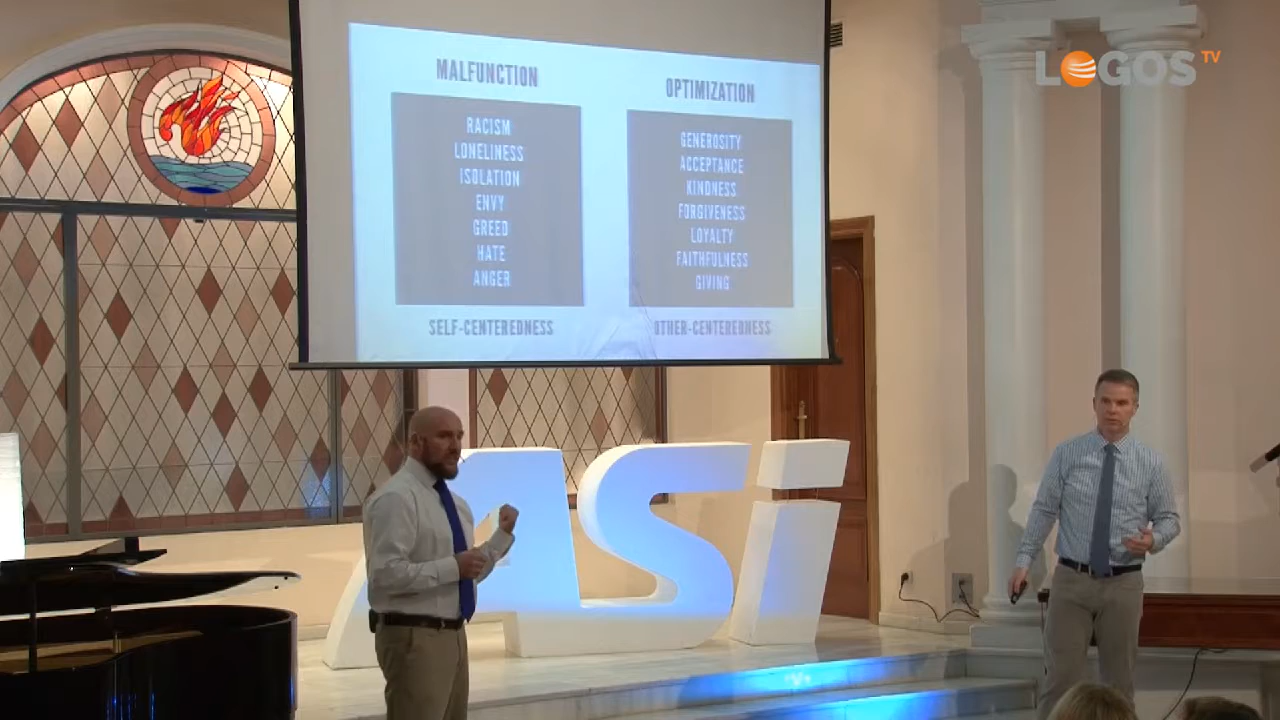 MALFUNCTION
RACISM
LONELINESS
ISOLATION
ENVY
GREED
HATE
ANGER
SELF-CENTEREDNESS
OPTIMIZATION
GENEROSITY
ACCEPTANCE
KINDNESS
FORGIVENESS
LOYALTY
FAITHFULNESS
GIVING
OTHER-CENTEREDNESS
LOGOS TV
ASi